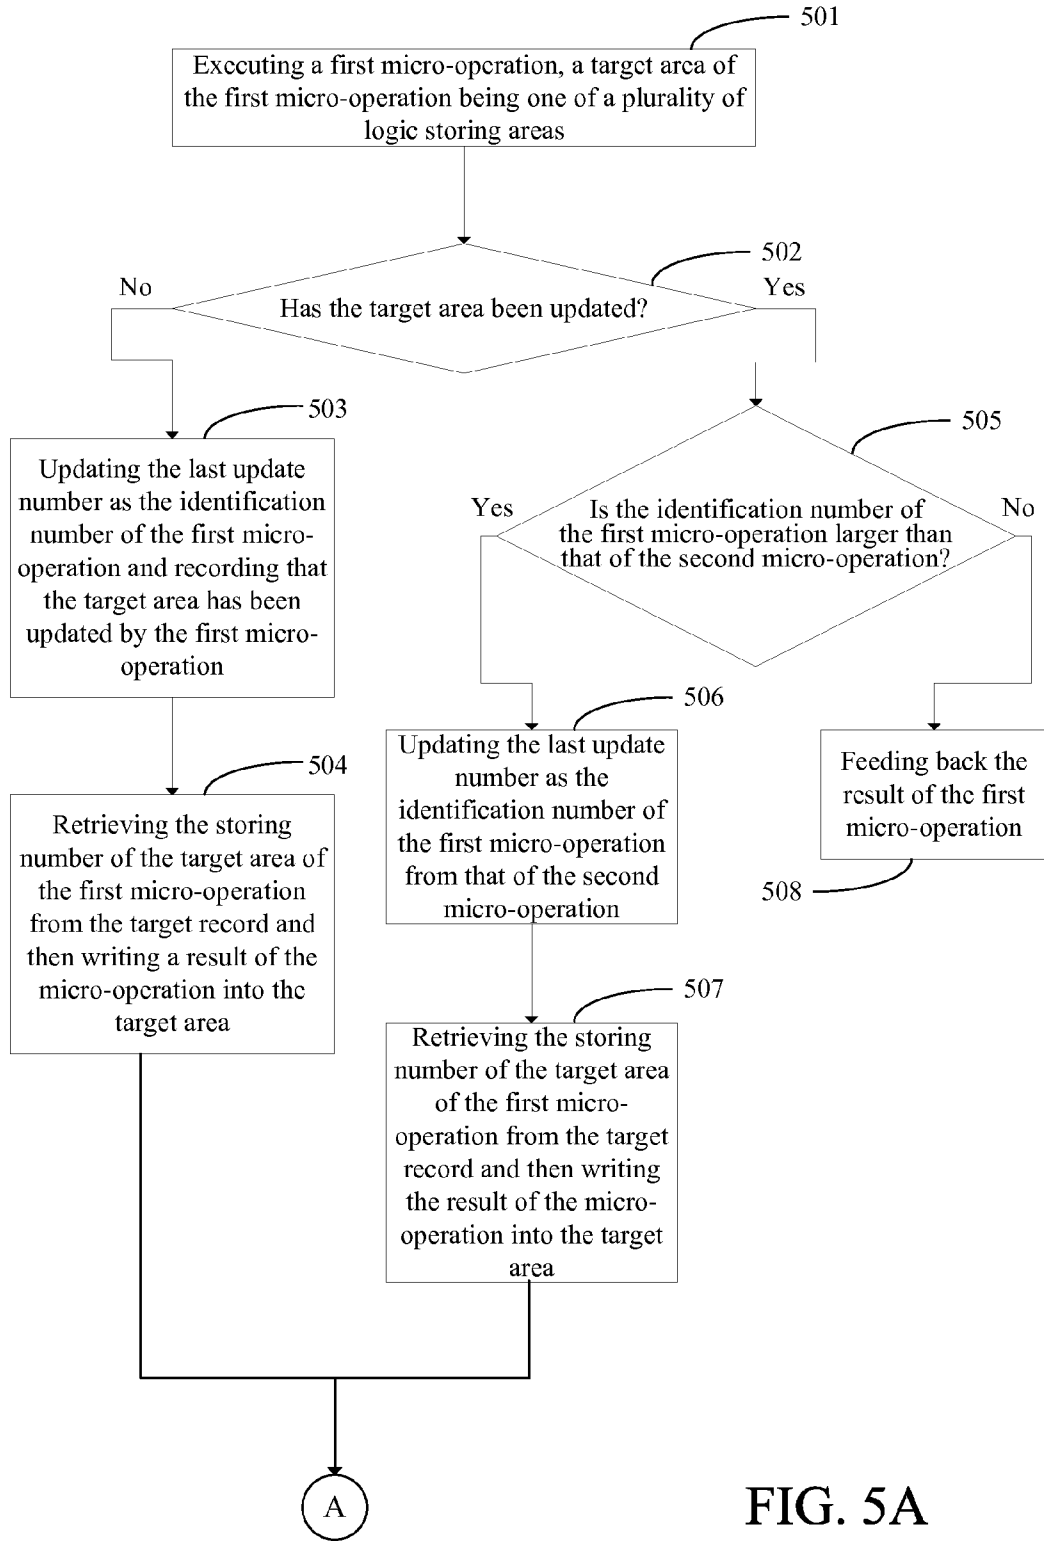 501
Executing a first micro-operation, a target area of
the first micro-operation being one of a plurality of
logic storing areas
502
No
Yes
Has the target area been updated?
503
Updating the last update
number as the identification
number of the first micro-
operation and recording that
the target area has been
updated by the first micro-
operation
505
Yes
No
Is the identification number of
the first micro-operation larger than
that of the second micro-operation?
504
Retrieving the storing
number of the target area of
the first micro-operation
from the target record and
then writing a result of the
micro-operation into the
target area
506
Updating the last update
number as the
identification number of
the first micro-operation
from that of the second
micro-operation
Feeding back the
result of the first
micro-operation
508
507
Retrieving the storing
number of the target area
of the first micro-
operation from the target
record and then writing
the result of the micro-
operation into the target
area
A
FIG. 5A